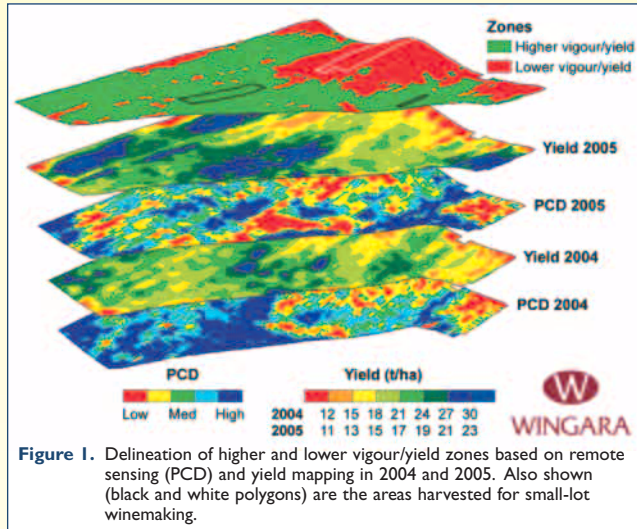 Zones
Higher vigour/yield
Lower vigour/yield
Yield 2005
PCD 2005
Yield 2004
PCD 2004
PCD
Low Med High
Yield (t/ha)
2004 12 15 18 21 24 27 30
2005 11 13 15 17 19 21 23
W
WINGARA
Figure 1. Delineation of higher and lower vigour/yield zones based on remote
sensing (PCD) and yield mapping in 2004 and 2005. Also shown
(black and white polygons) are the areas harvested for small-lot
winemaking.